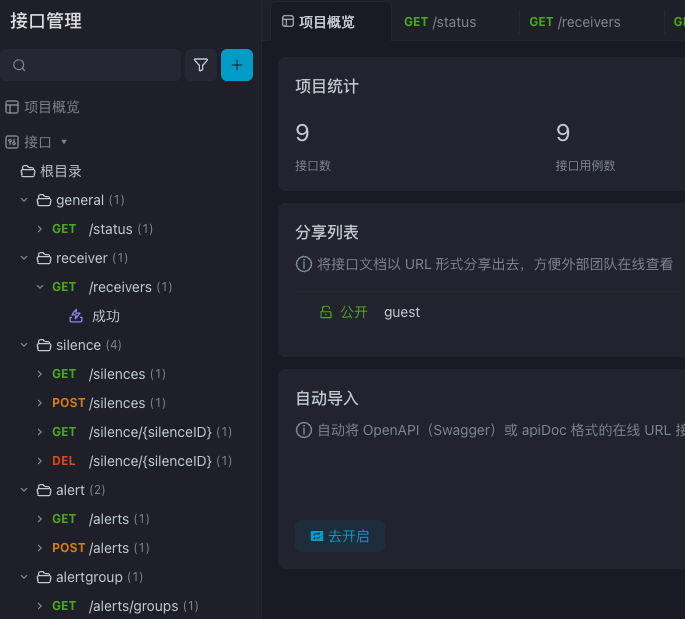 接口管理
项目概览
GET /status
GET /receivers
项目概览
接口
根目录
general (1)
GET /status (1)
receiver (1)
GET /receivers (1)
成功
silence (4)
GET /silences (1)
POST /silences (1)
GET /silence/{silenceID} (1)
DEL /silence/{silenceID} (1)
alert (2)
GET /alerts (1)
POST /alerts (1)
alertgroup (1)
GET /alerts/groups (1)
项目统计
9
9
接口数
接口用例数
分享列表
将接口文档以 URL 形式分享出去，方便外部团队在线查看
公开 guest
自动导入
自动将 OpenAPI（Swagger）或 apiDoc 格式的在线 URL 接
去开启